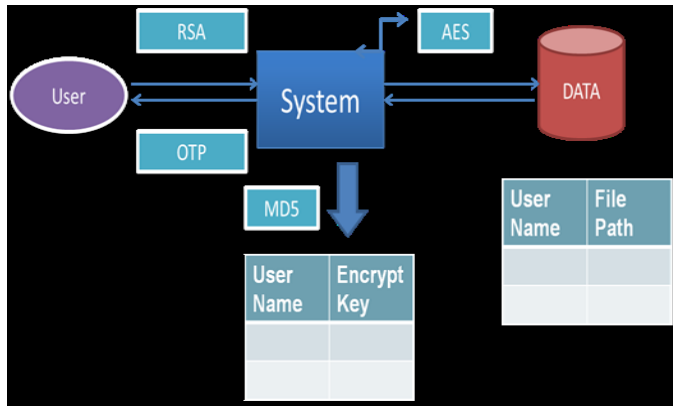 RSA
AES
User
System
DATA
OTP
MD5
User Name
File Path
User Name
Encrypt Key